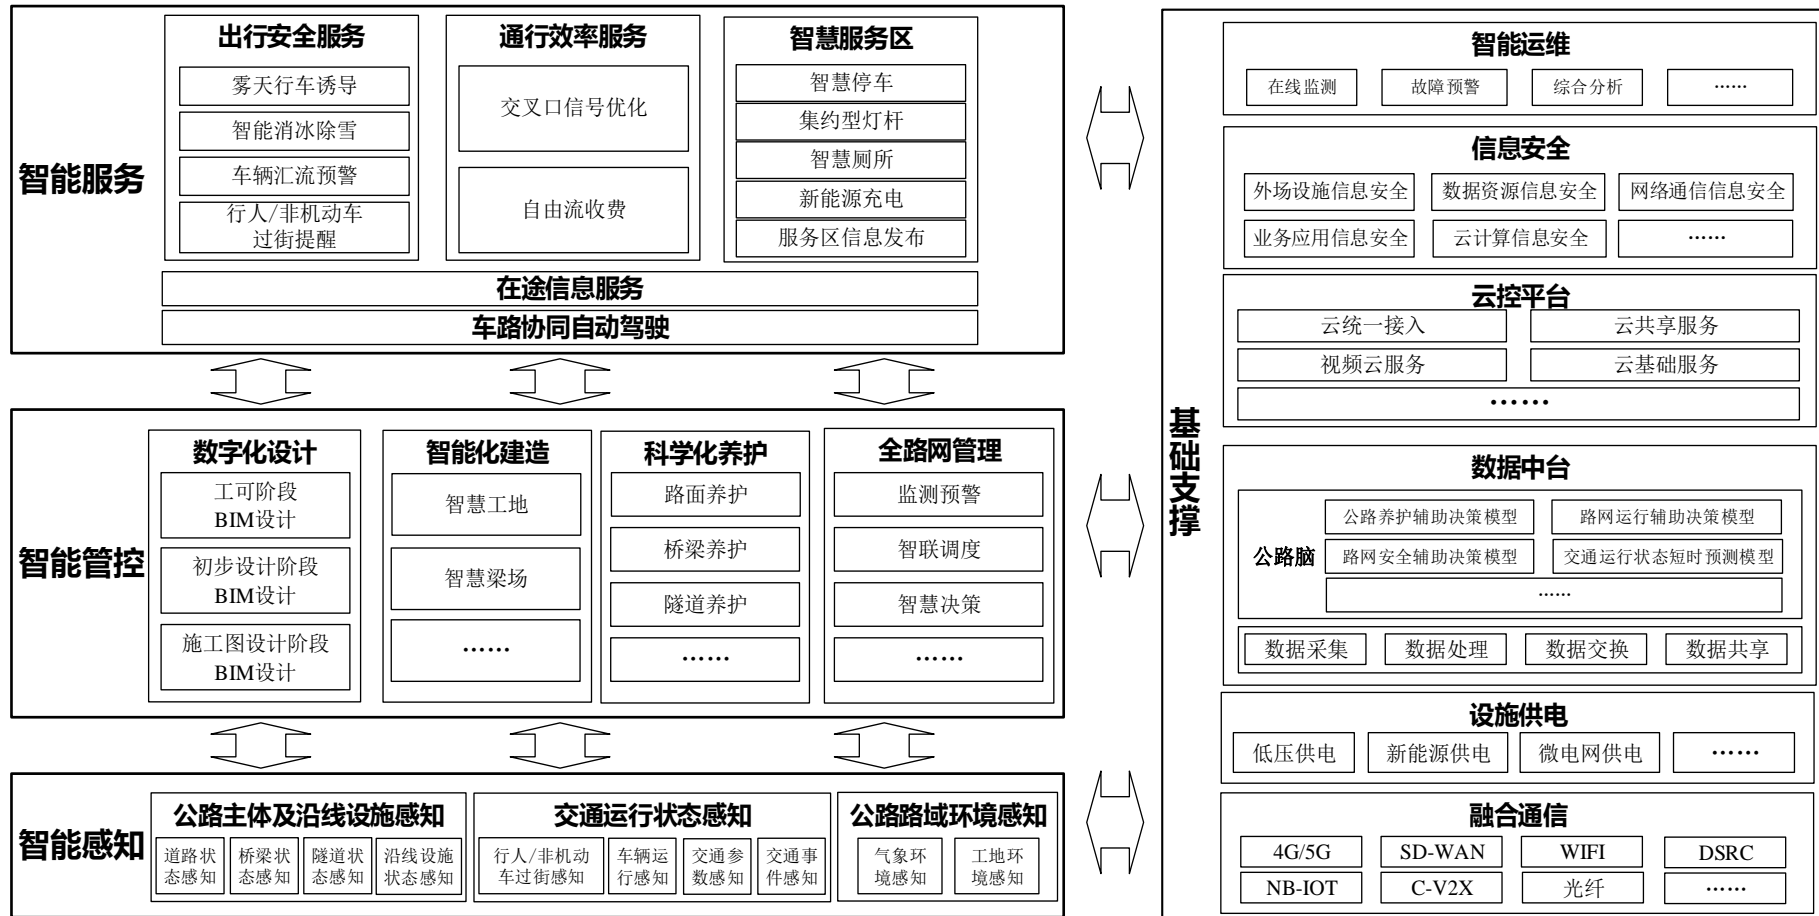 智能服务
出行安全服务
雾天行车诱导
智能消冰除雪
车辆汇流预警
行人/非机动车
过街提醒
通行效率服务
交叉口信号优化
自由流收费
智慧服务区
智慧停车
集约型灯杆
智慧厕所
新能源充电
服务区信息发布
在途信息服务
车路协同自动驾驶
智能管控
数字化设计
工可阶段
BIM设计
初步设计阶段
BIM设计
施工图设计阶段
BIM设计
智能化建造
智慧工地
智慧梁场
……
科学化养护
路面养护
桥梁养护
隧道养护
……
全路网管理
监测预警
智联调度
智慧决策
……
智能感知
公路主体及沿线设施感知
道路状
态感知
桥梁状
态感知
隧道状
态感知
沿线设施
状态感知
交通运行状态感知
行人/非机动
车过街感知
车辆运
行感知
交通参
数感知
交通事
件感知
公路路域环境感知
气象环
境感知
工地环
境感知
基础支撑
智能运维
在线监测
故障预警
综合分析
……
信息安全
外场设施信息安全
数据资源信息安全
网络通信信息安全
业务应用信息安全
云计算信息安全
……
云控平台
云统一接入
云共享服务
视频云服务
云基础服务
……
数据中台
公路脑
公路养护辅助决策模型
路网运行辅助决策模型
路网安全辅助决策模型
交通运行状态短时预测模型
……
数据采集
数据处理
数据交换
数据共享
设施供电
低压供电
新能源供电
微电网供电
……
融合通信
4G/5G
SD-WAN
WIFI
DSRC
NB-IOT
C-V2X
光纤
……